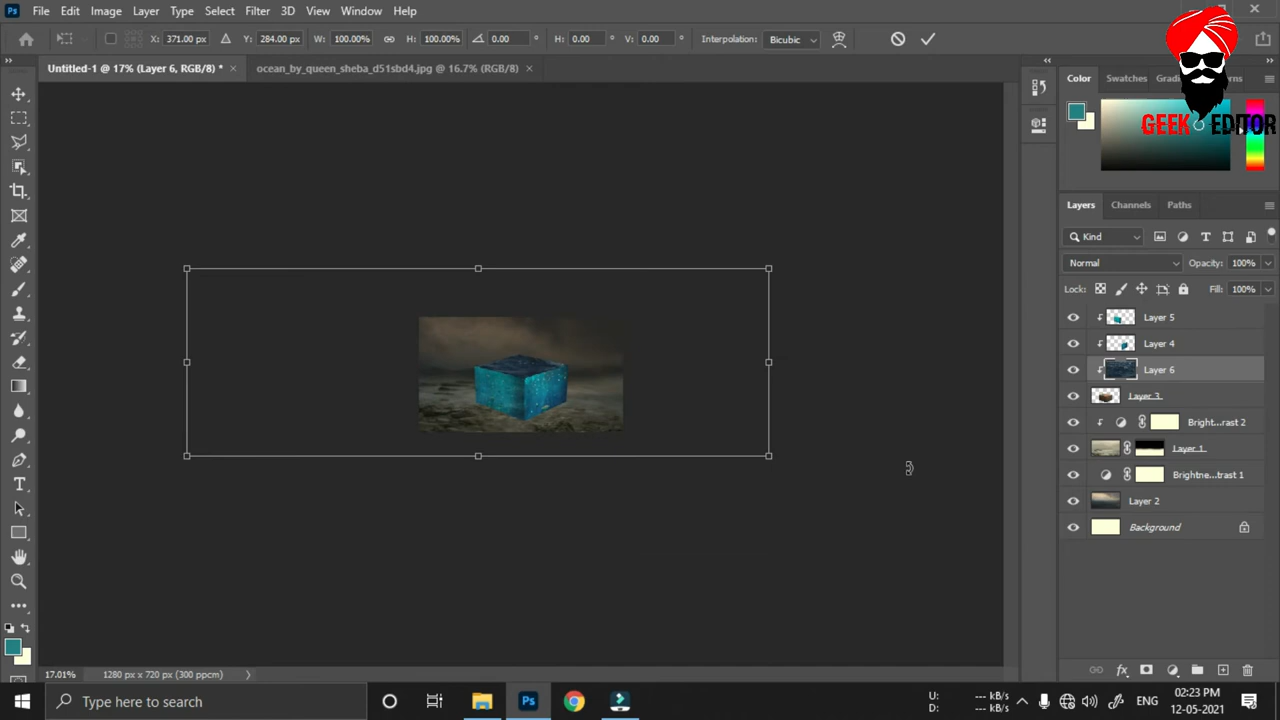 Ps File Edit Image Layer Type Select Filter 3D View Window Help
X: 371.00 px Y: 284.00 px W: 100.00% H: 100.00% 0.00 ° H: 0.00 ° V: 0.00 ° Interpolation: Bicubic
Untitled-1 @ 17% (Layer 6, RGB/8) * × ocean_by_queen_sheba_d51sbd4.jpg @ 16.7% (RGB/8) ×
Color Swatches
GEEK EDITOR
Layers Channels Paths
Kind
Normal Opacity: 100%
Lock: Fill: 100%
Layer 5
Layer 4
Layer 6
Layer 3
Bright...rast 2
Layer 1
Brightne...trast 1
Layer 2
Background
17.01% 1280 px x 720 px (300 ppcm)
Type here to search
Ps
U: --- kB/s
D: --- kB/s
ENG
02:23 PM
12-05-2021